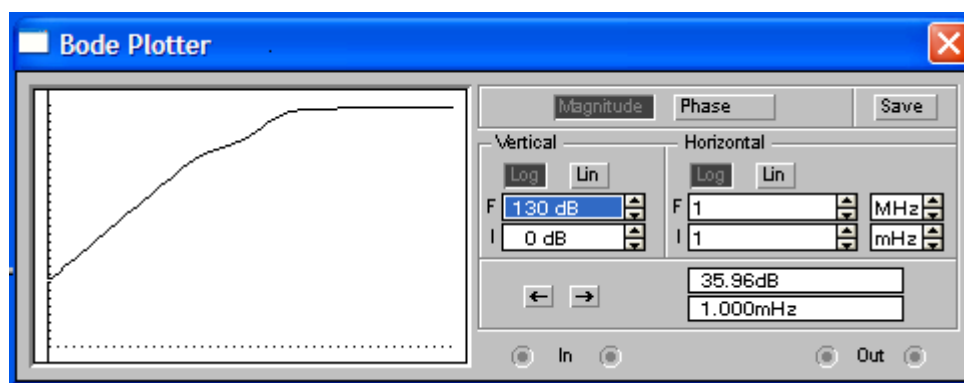 Bode Plotter
Magnitude Phase Save
Vertical Horizontal
Log Lin Log Lin
F 130 dB F 1 MHz
I 0 dB I 1 mHz
← → 35.96dB
1.000mHz
In Out